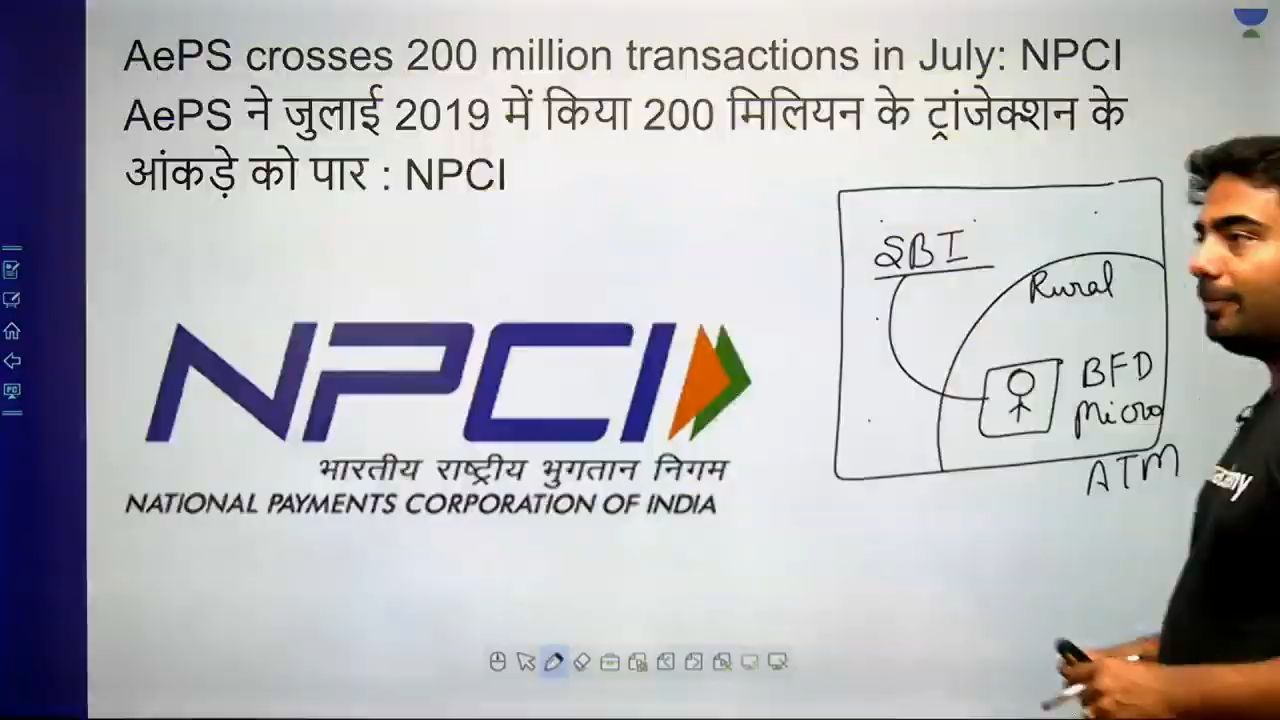 AePS crosses 200 million transactions in July: NPCI
AePS ने जुलाई 2019 में किया 200 मिलियन के ट्रांजेक्शन के
आंकड़े को पार : NPCI
SBI
Rural
NPCI
BFD
Micro
ATM
भारतीय राष्ट्रीय भुगतान निगम
NATIONAL PAYMENTS CORPORATION OF INDIA